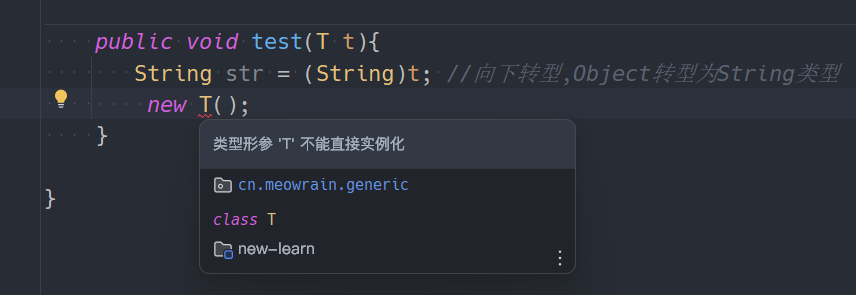 public void test(T t){
String str = (String)t; //向下转型,Object转型为String类型
new T();
}
类型形参 'T' 不能直接实例化
cn.meowrain.generic
class T
new-learn
}